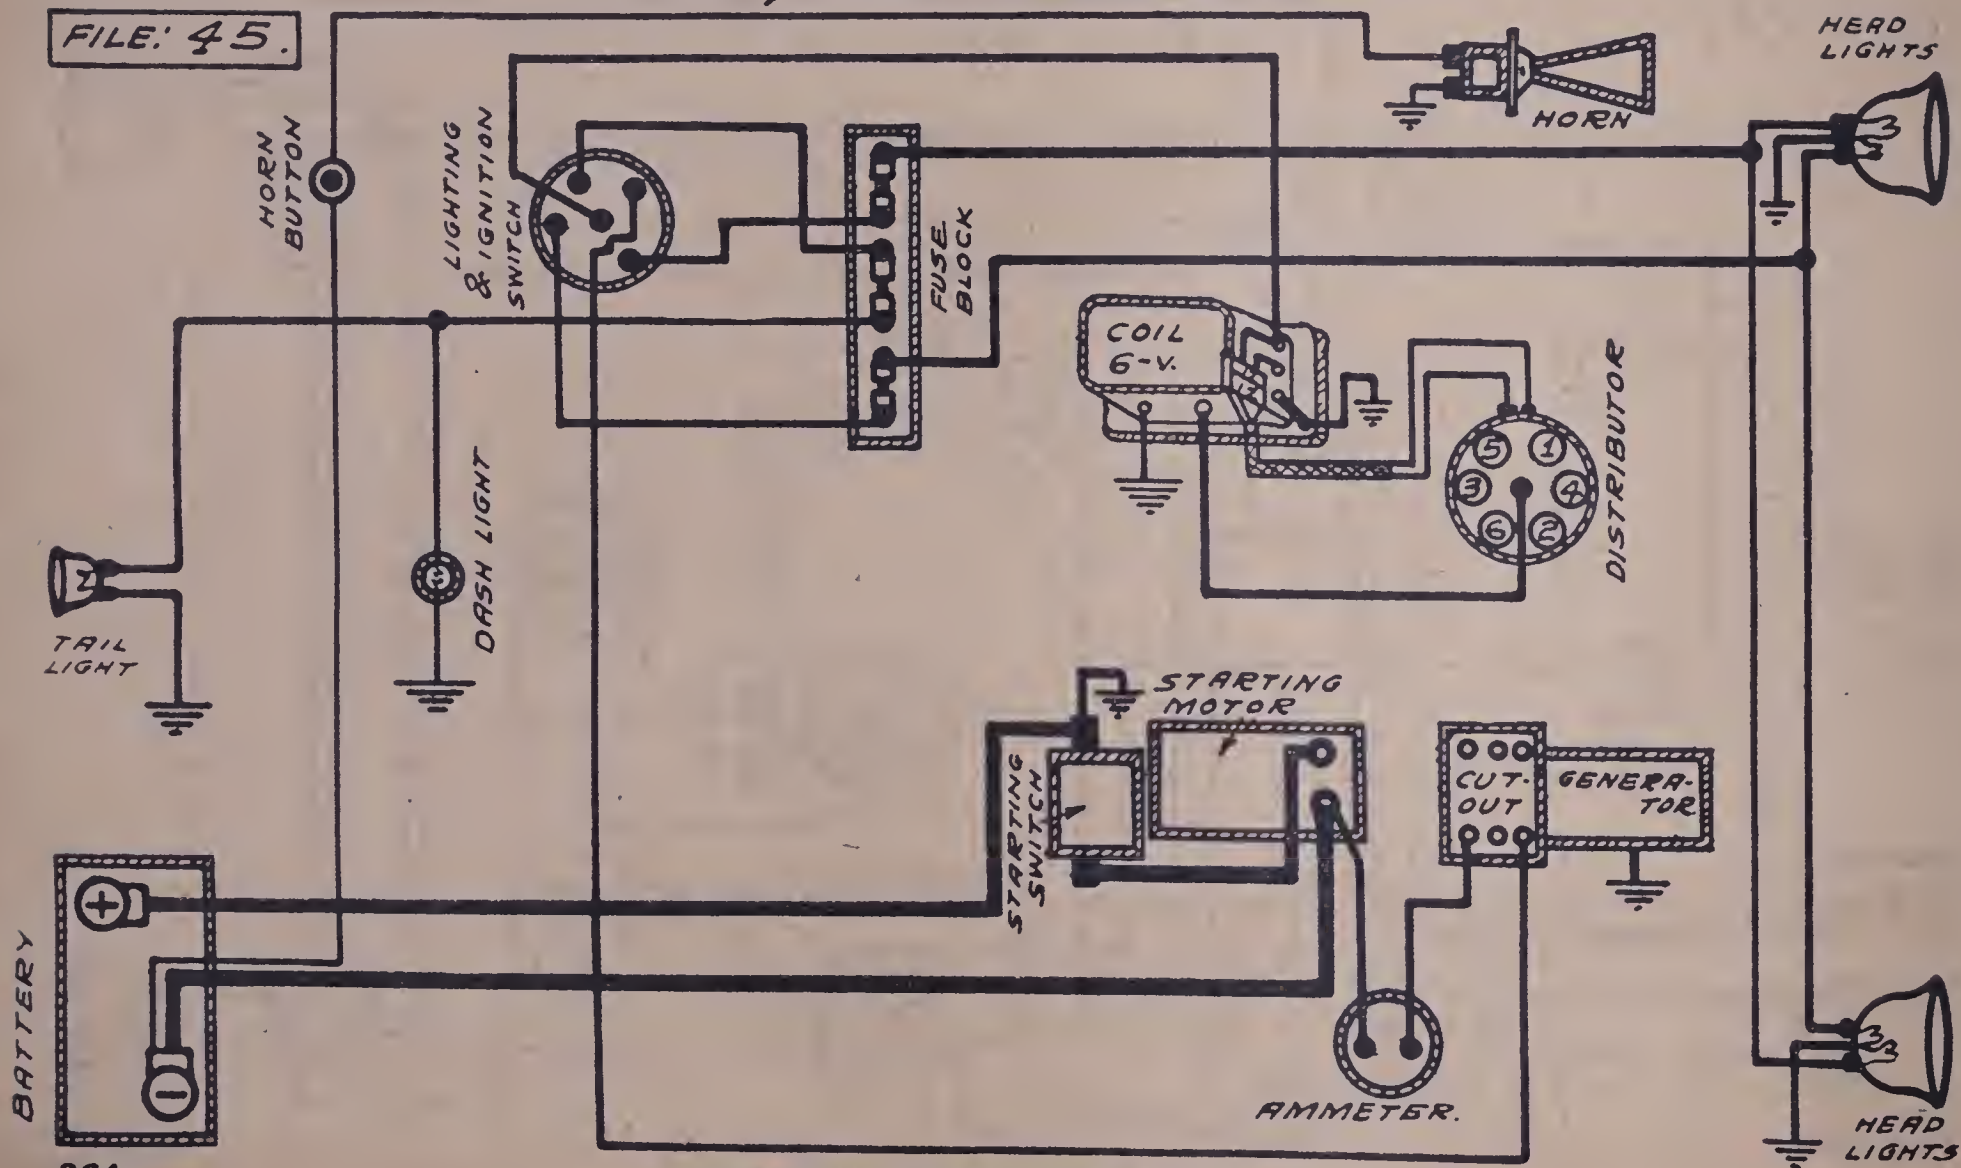 FILE: 45.
HEAD
LIGHTS
HORN
HORN
BUTTON
LIGHTING
& IGNITION
SWITCH
FUSE
BLOCK
COIL
6-V.
DISTRIBUTOR
5
1
3
4
6
2
DASH LIGHT
TAIL
LIGHT
STARTING
MOTOR
STARTING
SWITCH
CUT-
OUT
GENERA-
TOR
BATTERY
+
−
AMMETER.
HEAD
LIGHTS